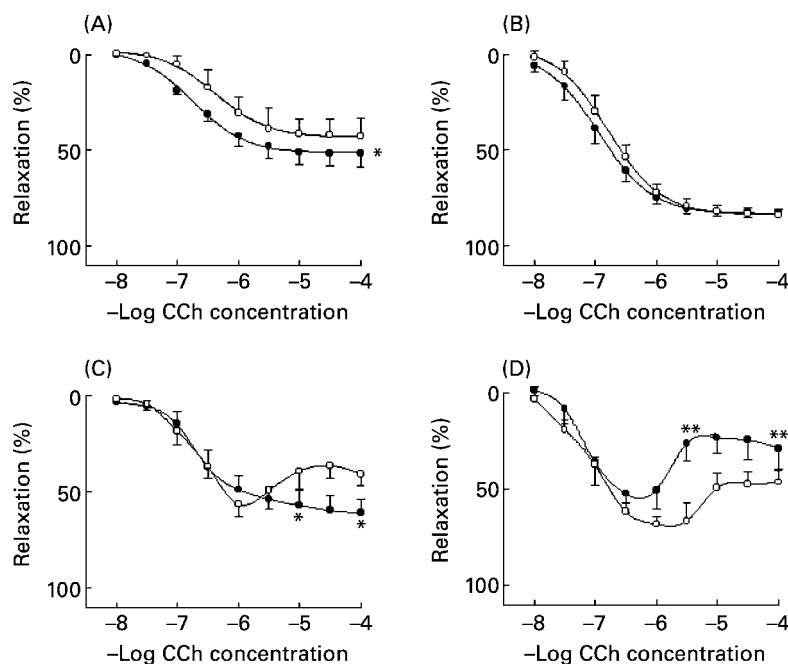 (A)
0
50
100
Relaxation (%)
*
−8 −7 −6 −5 −4
–Log CCh concentration
(B)
0
50
100
Relaxation (%)
−8 −7 −6 −5 −4
–Log CCh concentration
(C)
0
50
100
Relaxation (%)
* *
−8 −7 −6 −5 −4
–Log CCh concentration
(D)
0
50
100
Relaxation (%)
** **
−8 −7 −6 −5 −4
–Log CCh concentration